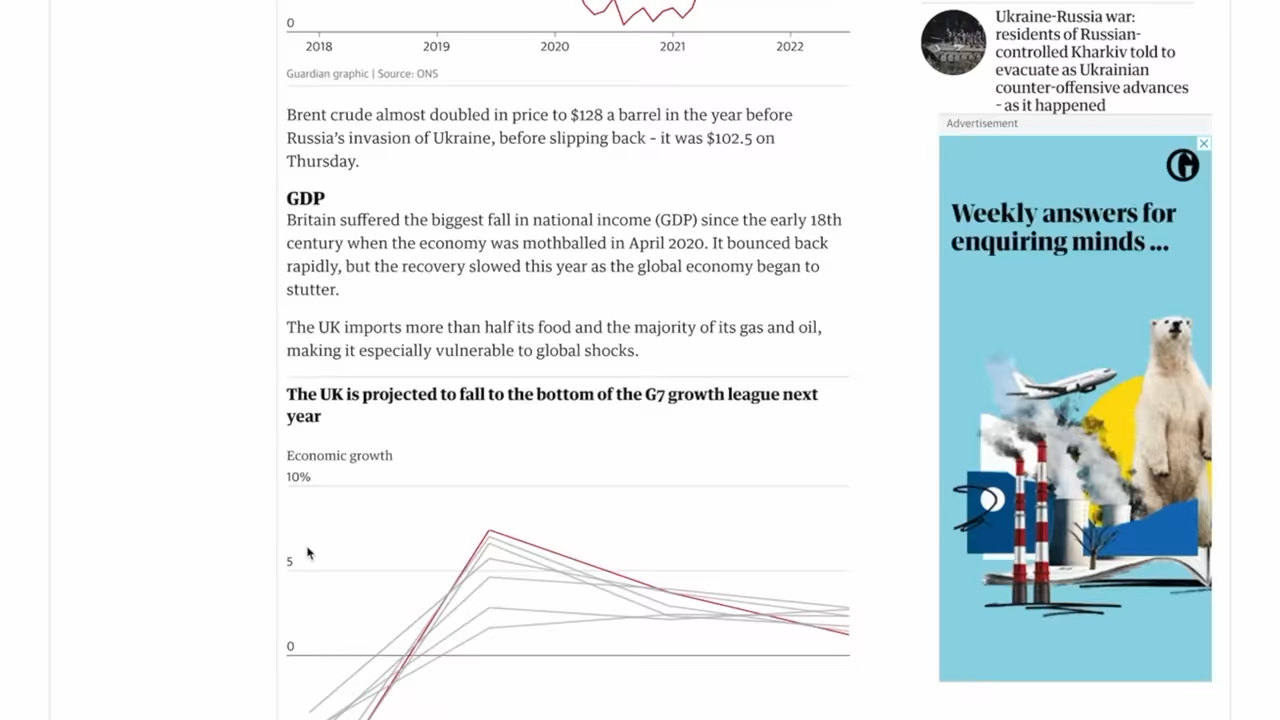 0
2018 2019 2020 2021 2022
Guardian graphic | Source: ONS
Brent crude almost doubled in price to $128 a barrel in the year before
Russia's invasion of Ukraine, before slipping back – it was $102.5 on
Thursday.
GDP
Britain suffered the biggest fall in national income (GDP) since the early 18th
century when the economy was mothballed in April 2020. It bounced back
rapidly, but the recovery slowed this year as the global economy began to
stutter.
The UK imports more than half its food and the majority of its gas and oil,
making it especially vulnerable to global shocks.
The UK is projected to fall to the bottom of the G7 growth league next
year
Economic growth
10%
5
0
Ukraine-Russia war:
residents of Russian-
controlled Kharkiv told to
evacuate as Ukrainian
counter-offensive advances
– as it happened
Advertisement
G
Weekly answers for
enquiring minds ...